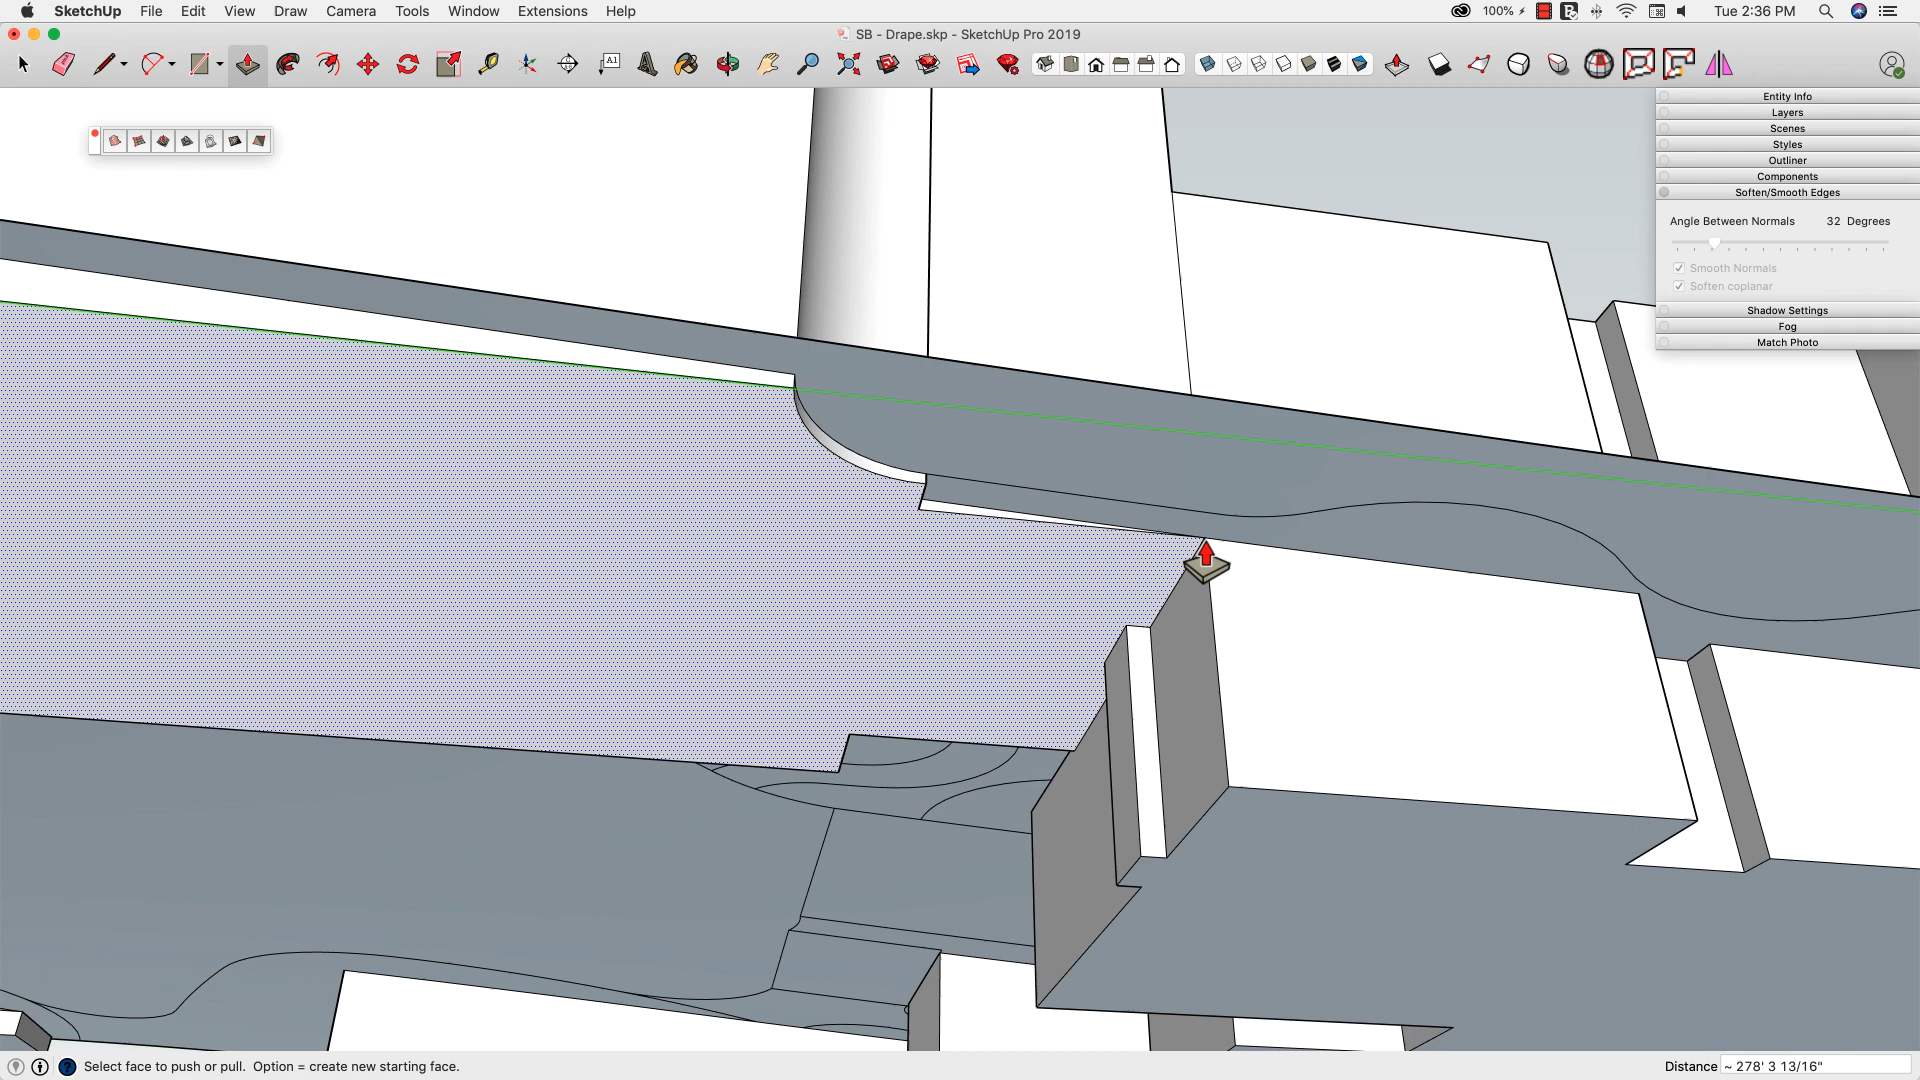 SketchUp File Edit View Draw Camera Tools Window Extensions Help
100% Tue 2:36 PM
SB - Drape.skp - SketchUp Pro 2019
A1
Entity Info
Layers
Scenes
Styles
Outliner
Components
Soften/Smooth Edges
Angle Between Normals 32 Degrees
Smooth Normals
Soften coplanar
Shadow Settings
Fog
Match Photo
Select face to push or pull. Option = create new starting face.
Distance ~ 278' 3 13/16"